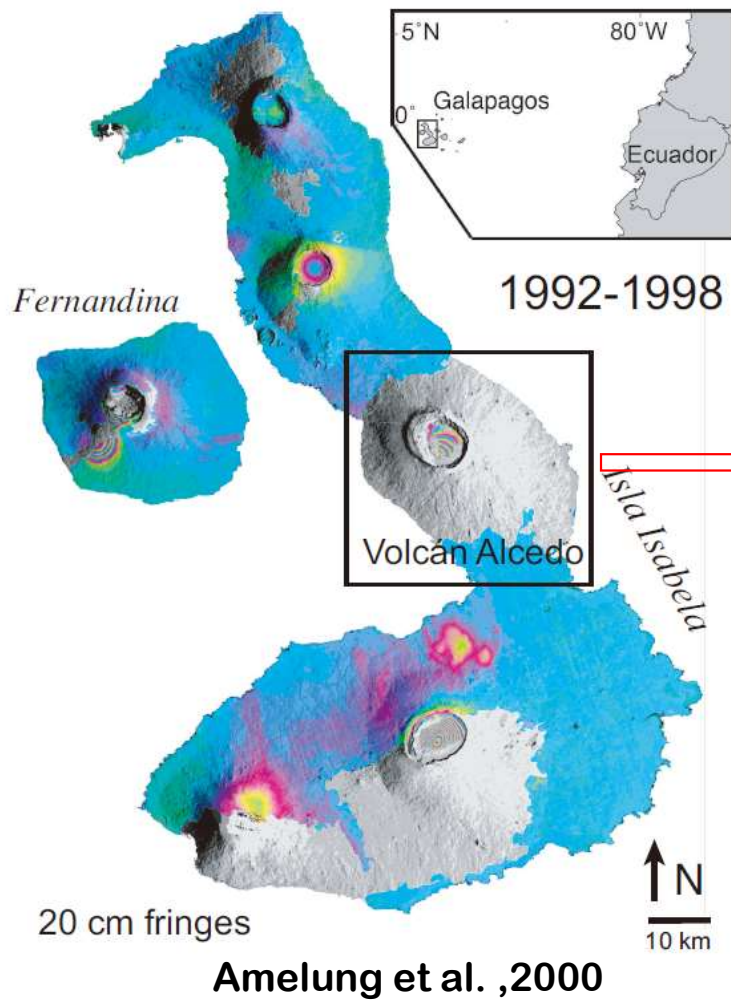 5˚N
80˚W
0˚
Galapagos
Ecuador
1992-1998
Fernandina
Isla Isabela
Volcán Alcedo
20 cm fringes
N
10 km
Amelung et al. ,2000